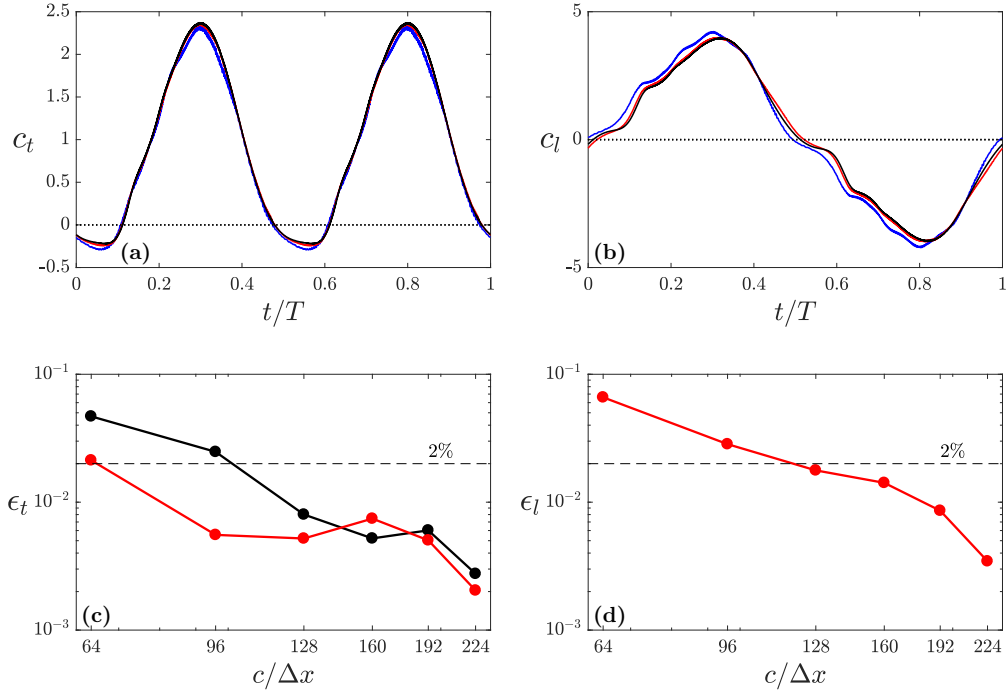 2.5
2
1.5
1
0.5
0
-0.5
c_t
(a)
0 0.2 0.4 0.6 0.8 1
t/T
5
0
-5
c_l
(b)
0 0.2 0.4 0.6 0.8 1
t/T
10^{-1}
10^{-2}
10^{-3}
ϵ_t
2%
(c)
64 96 128 160 192 224
c/Δx
10^{-1}
10^{-2}
10^{-3}
ϵ_l
2%
(d)
64 96 128 160 192 224
c/Δx